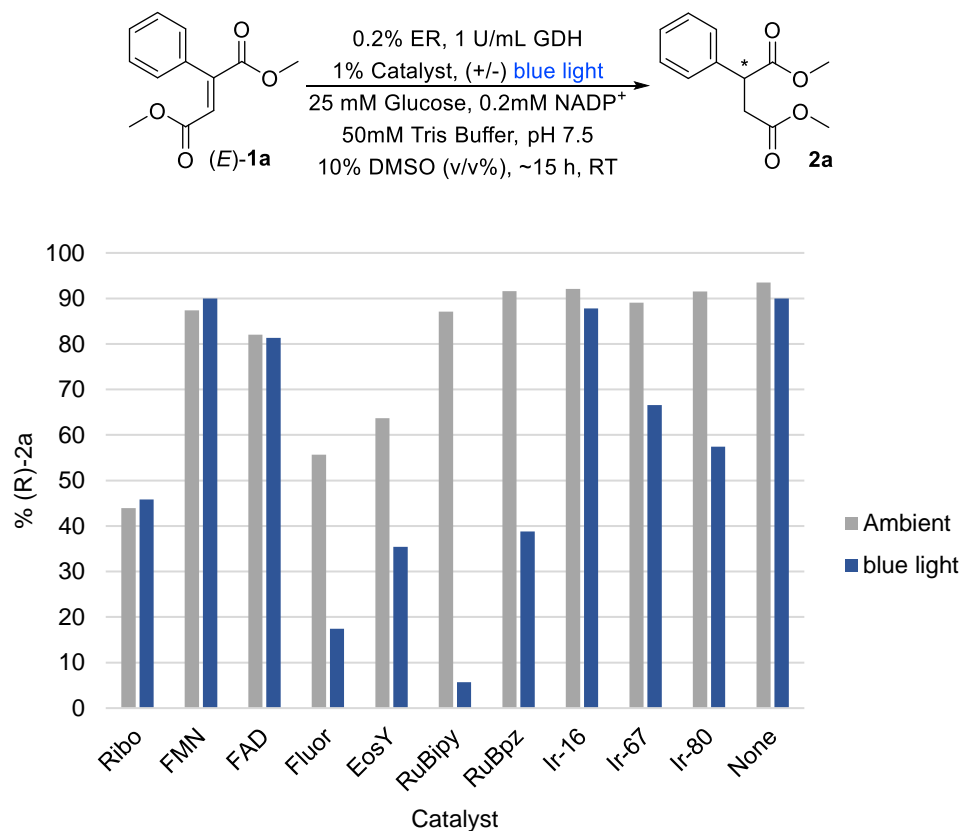 0.2% ER, 1 U/mL GDH
1% Catalyst, (+/-) blue light
25 mM Glucose, 0.2mM NADP+
50mM Tris Buffer, pH 7.5
10% DMSO (v/v%), ~15 h, RT
O
O
O
O
(E)-1a
*
O
O
O
O
2a
% (R)-2a
100
90
80
70
60
50
40
30
20
10
0
Ribo
FMN
FAD
Fluor
EosY
RuBipy
RuBpz
Ir-16
Ir-67
Ir-80
None
Catalyst
Ambient
blue light